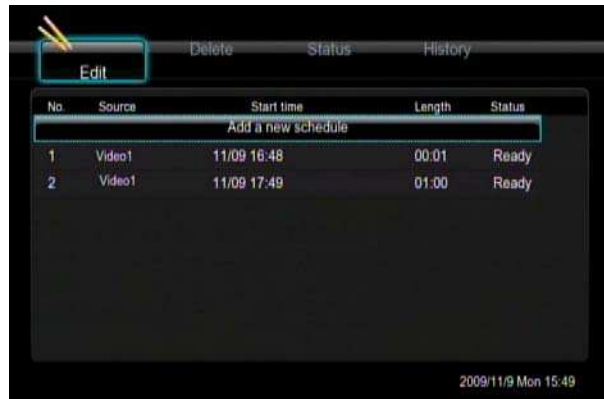 Edit Delete Status History
No. Source Start time Length Status
Add a new schedule
1 Video1 11/09 16:48 00:01 Ready
2 Video1 11/09 17:49 01:00 Ready
2009/11/9 Mon 15:49